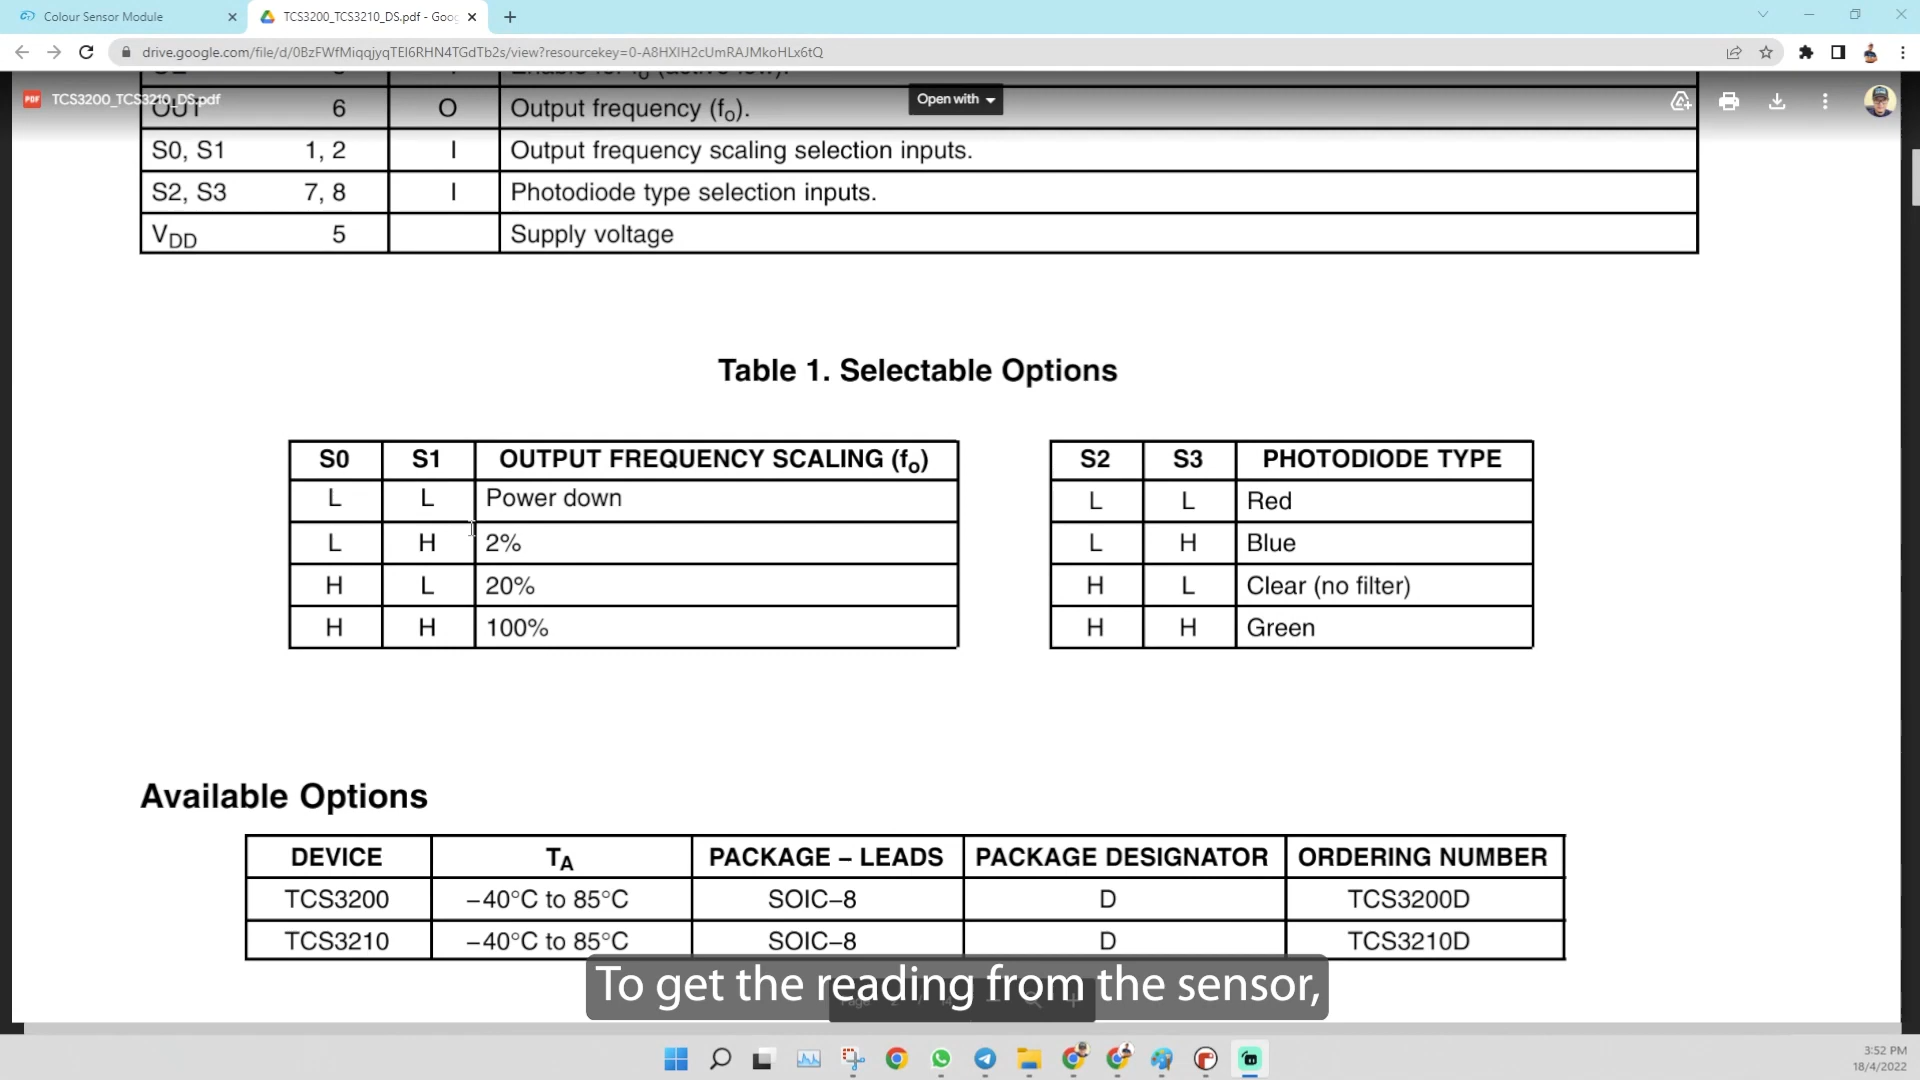 Colour Sensor Module
TCS3200_TCS3210_DS.pdf - Goog
drive.google.com/file/d/0BzFWfMiqqjyqTEl6RHN4TGdTb2s/view?resourcekey=0-A8HXlH2cUmRAJMkoHLx6tQ
PDF TCS3200_TCS3210_DS.pdf
Open with
OUT 6 O Output frequency (fo).
S0, S1 1, 2 I Output frequency scaling selection inputs.
S2, S3 7, 8 I Photodiode type selection inputs.
VDD 5 Supply voltage
Table 1. Selectable Options
S0 S1 OUTPUT FREQUENCY SCALING (fo)
L L Power down
L H 2%
H L 20%
H H 100%
S2 S3 PHOTODIODE TYPE
L L Red
L H Blue
H L Clear (no filter)
H H Green
Available Options
DEVICE TA PACKAGE – LEADS PACKAGE DESIGNATOR ORDERING NUMBER
TCS3200 –40°C to 85°C SOIC–8 D TCS3200D
TCS3210 –40°C to 85°C SOIC–8 D TCS3210D
To get the reading from the sensor,
3:52 PM
18/4/2022